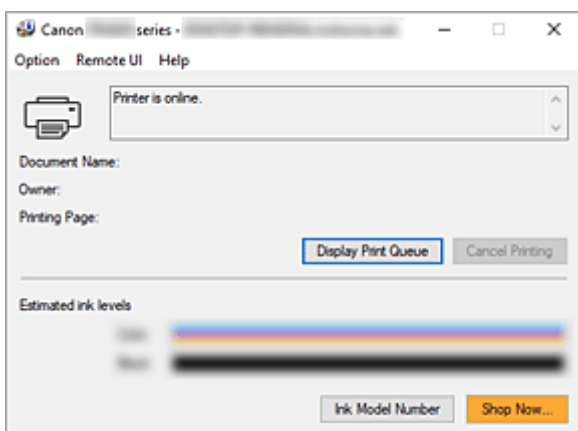 Canon series -
Option Remote UI Help
Printer is online.
Document Name:
Owner:
Printing Page:
Display Print Queue Cancel Printing
Estimated ink levels
Ink Model Number Shop Now...